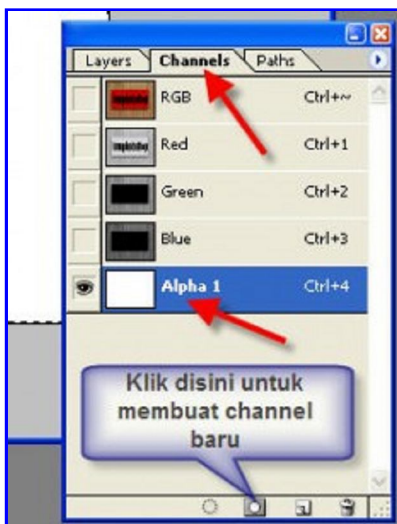 Layers Channels Paths
RGB Ctrl+~
Red Ctrl+1
Green Ctrl+2
Blue Ctrl+3
Alpha 1 Ctrl+4
Klik disini untuk
membuat channel
baru